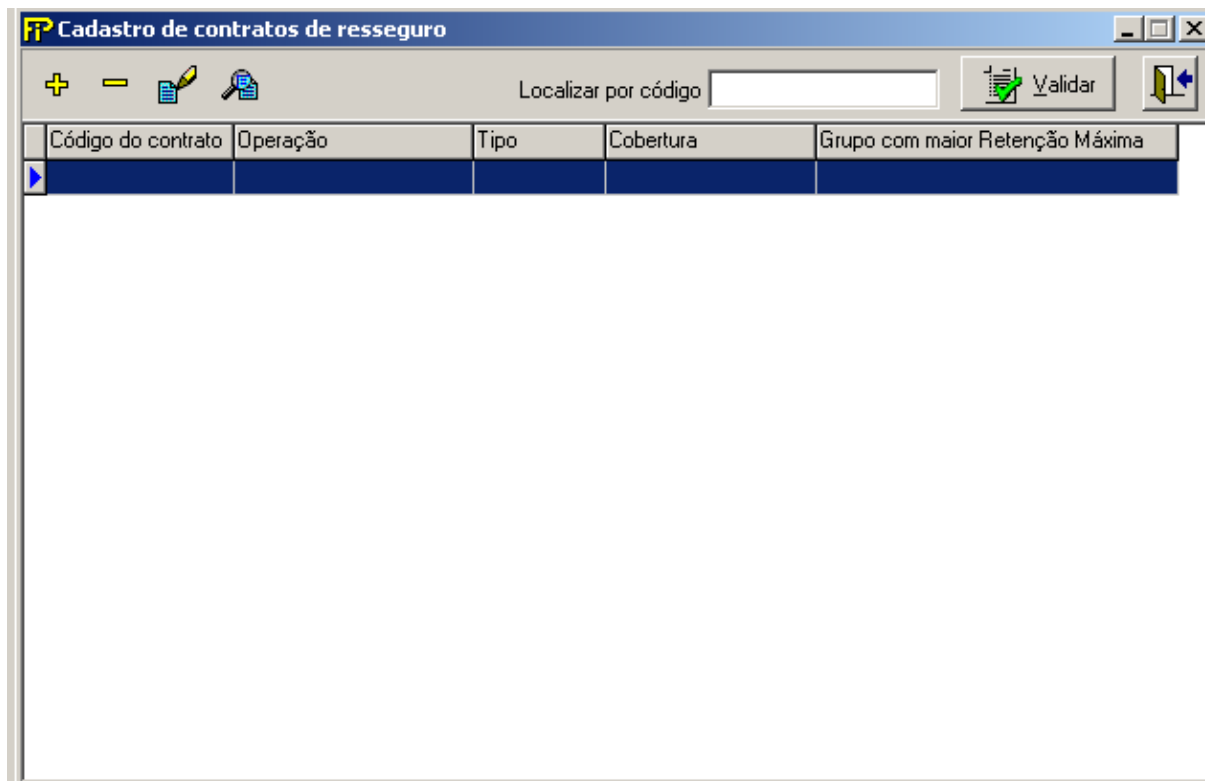 FIP Cadastro de contratos de resseguro
Localizar por código
Validar
Código do contrato Operação Tipo Cobertura Grupo com maior Retenção Máxima